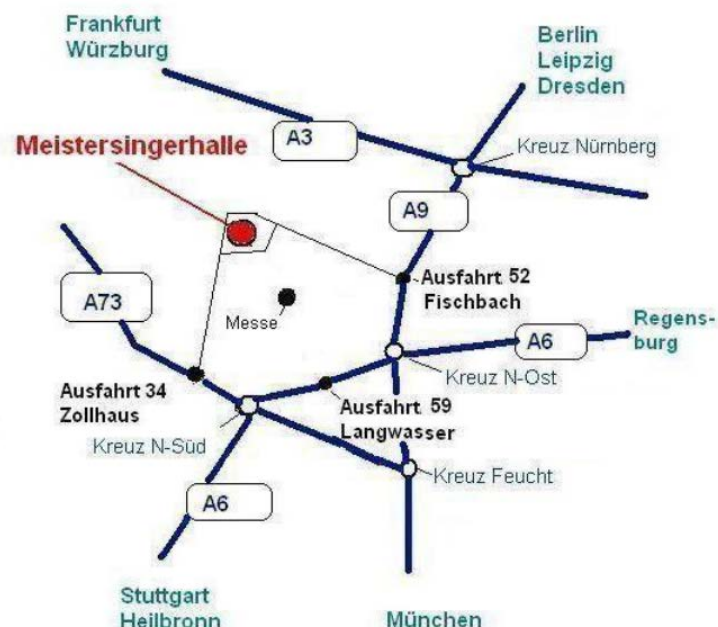 Frankfurt
Würzburg
Berlin
Leipzig
Dresden
A3
Meistersingerhalle
Kreuz Nürnberg
A9
Ausfahrt 52
Fischbach
A73
Messe
Regens-
burg
A6
Kreuz N-Ost
Ausfahrt 34
Zollhaus
Ausfahrt 59
Langwasser
Kreuz N-Süd
Kreuz Feucht
A6
Stuttgart
Heilbronn
München